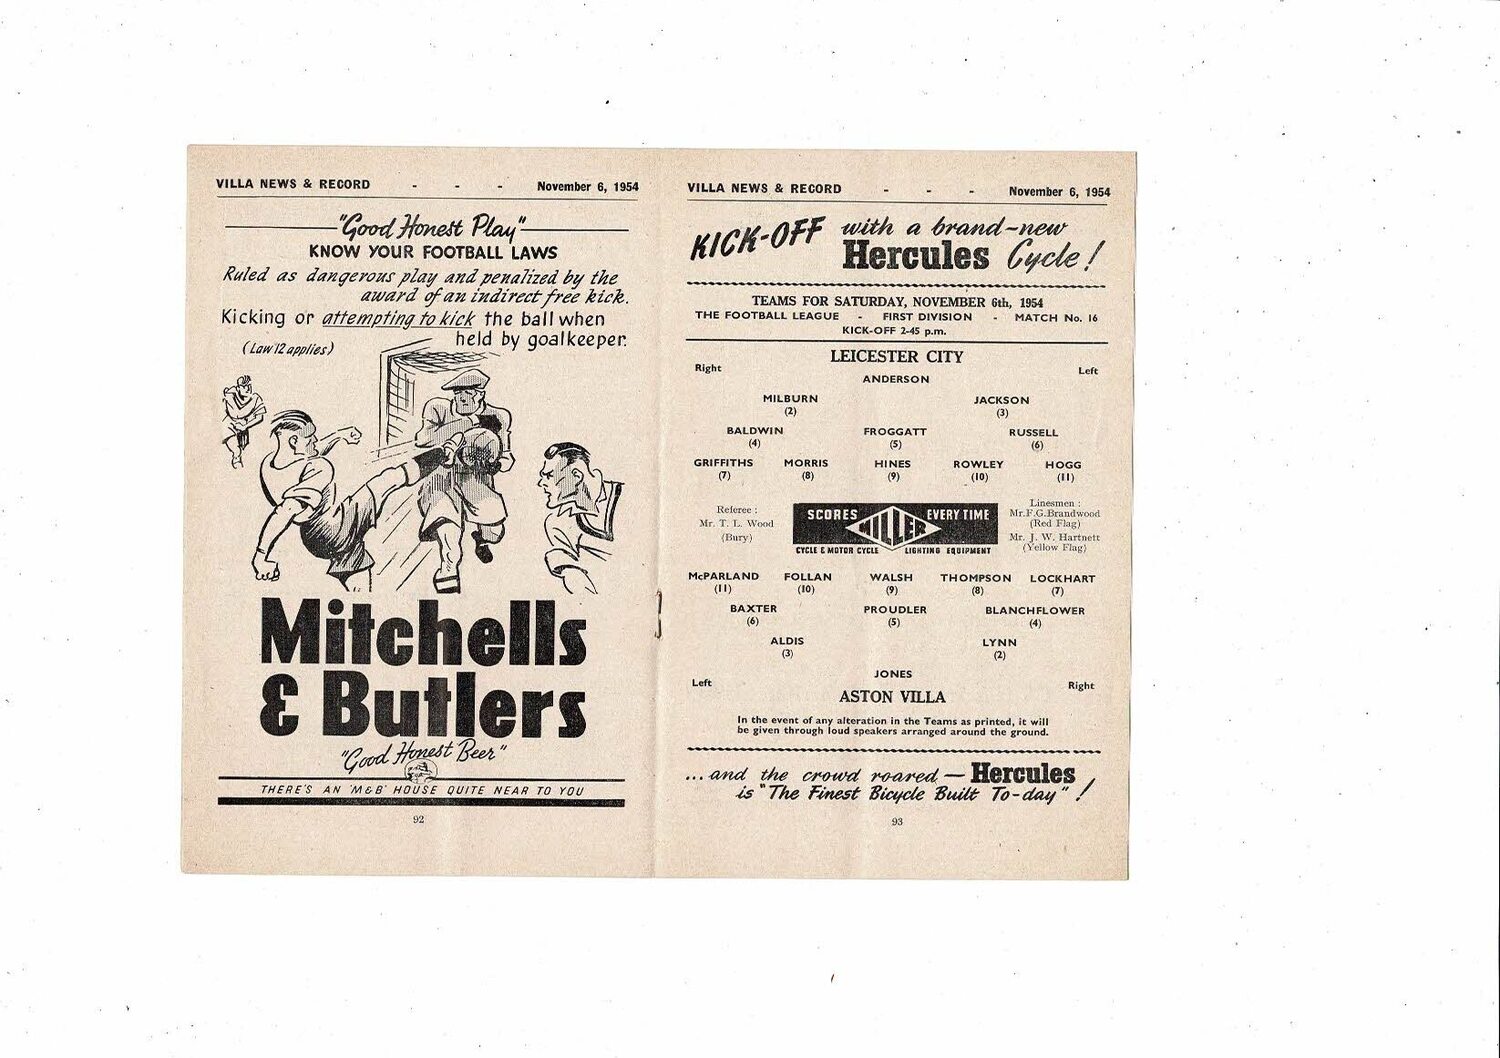 VILLA NEWS & RECORD - - - November 6, 1954
"Good Honest Play"
KNOW YOUR FOOTBALL LAWS
Ruled as dangerous play and penalized by the
award of an indirect free kick.
Kicking or attempting to kick the ball when
held by goalkeeper.
(Law 12 applies)
Mitchells
& Butlers
"Good Honest Beer"
THERE'S AN 'M&B' HOUSE QUITE NEAR TO YOU
92
VILLA NEWS & RECORD - - - November 6, 1954
KICK-OFF with a brand-new
Hercules Cycle!
TEAMS FOR SATURDAY, NOVEMBER 6th, 1954
THE FOOTBALL LEAGUE - FIRST DIVISION - MATCH No. 16
KICK-OFF 2-45 p.m.
LEICESTER CITY
Right Left
ANDERSON
MILBURN JACKSON
(2) (3)
BALDWIN FROGGATT RUSSELL
(4) (5) (6)
GRIFFITHS MORRIS HINES ROWLEY HOGG
(7) (8) (9) (10) (11)
Referee :
Mr. T. L. Wood
(Bury)
SCORES MILLER EVERY TIME
CYCLE & MOTOR CYCLE LIGHTING EQUIPMENT
Linesmen :
Mr.F.G.Brandwood
(Red Flag)
Mr. J. W. Hartnett
(Yellow Flag)
McPARLAND FOLLAN WALSH THOMPSON LOCKHART
(11) (10) (9) (8) (7)
BAXTER PROUDLER BLANCHFLOWER
(6) (5) (4)
ALDIS LYNN
(3) (2)
JONES
Left Right
ASTON VILLA
In the event of any alteration in the Teams as printed, it will
be given through loud speakers arranged around the ground.
...and the crowd roared — Hercules
is "The Finest Bicycle Built To-day" !
93